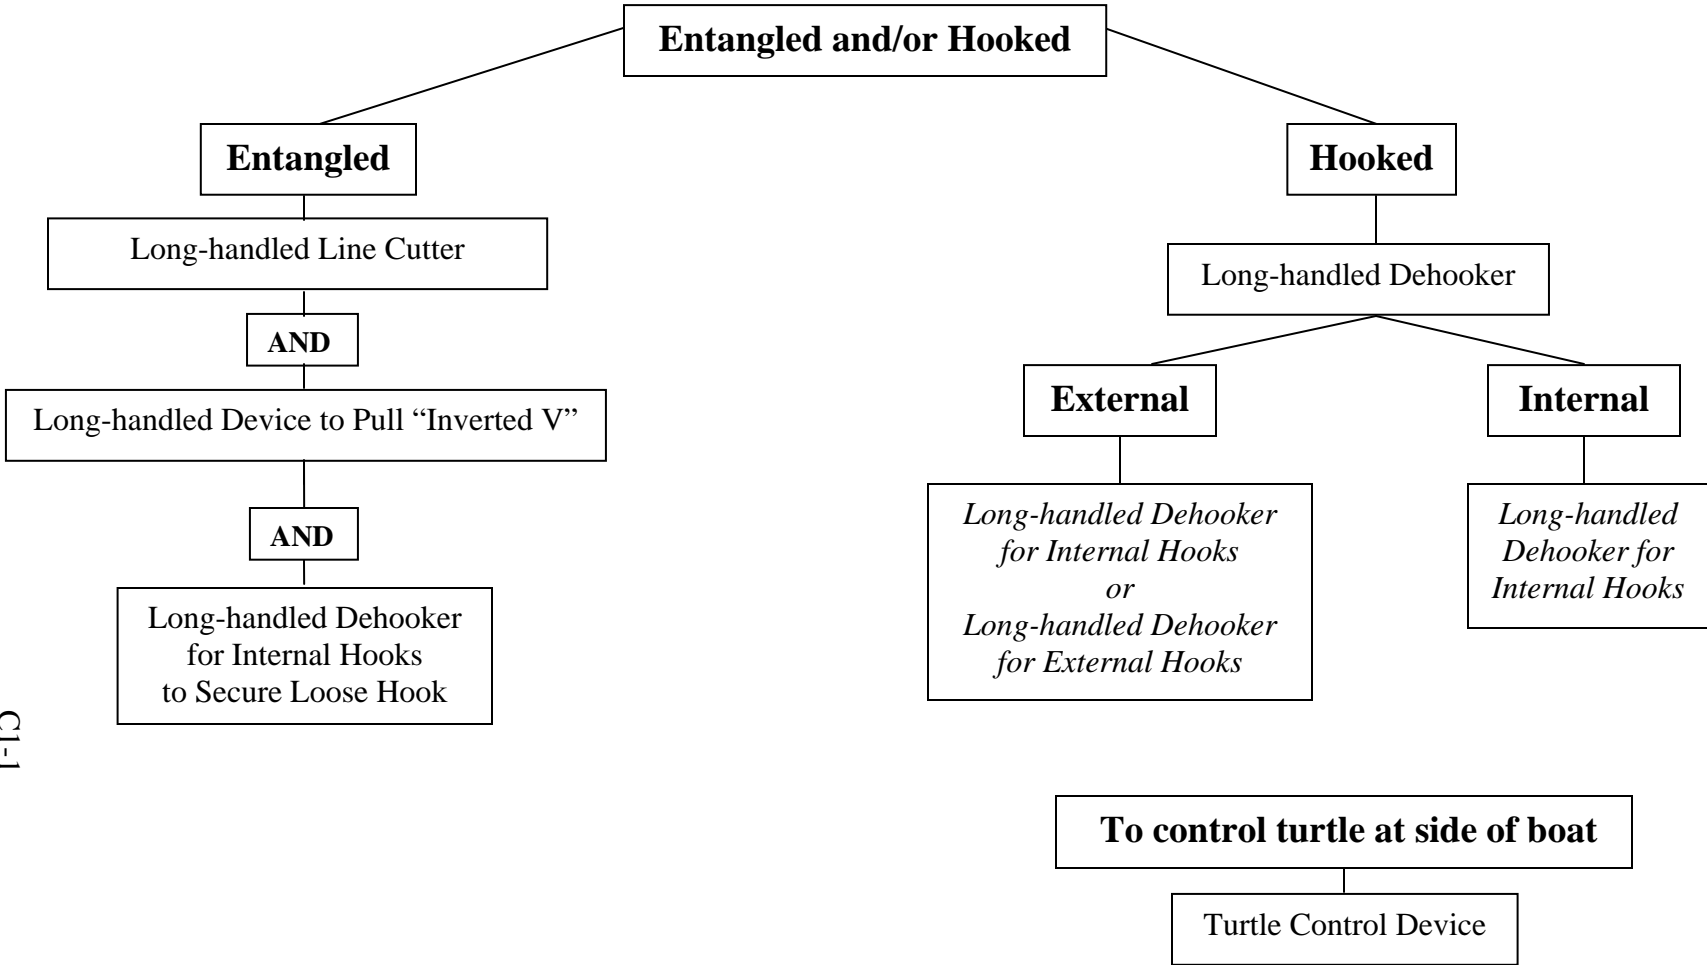 Entangled and/or Hooked
Entangled
Long-handled Line Cutter
AND
Long-handled Device to Pull “Inverted V”
AND
Long-handled Dehooker
for Internal Hooks
to Secure Loose Hook
Hooked
Long-handled Dehooker
External
Long-handled Dehooker
for Internal Hooks
or
Long-handled Dehooker
for External Hooks
Internal
Long-handled
Dehooker for
Internal Hooks
To control turtle at side of boat
Turtle Control Device
C1-1